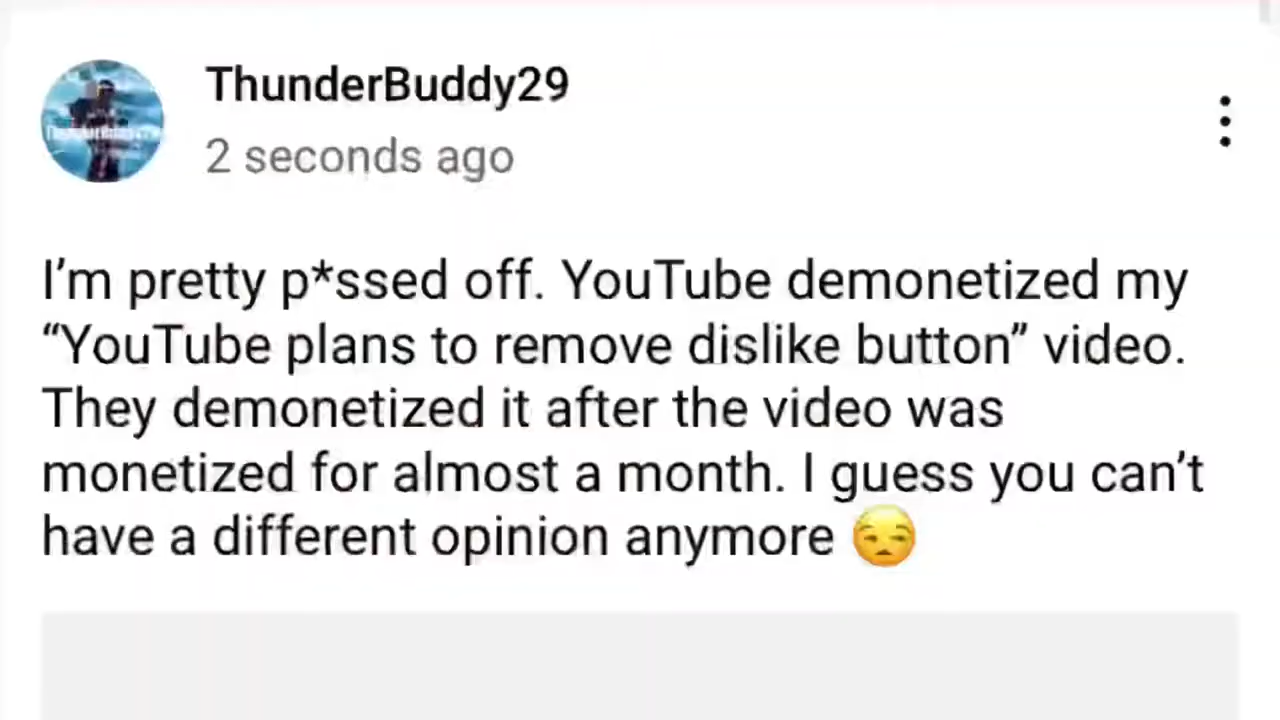 ThunderBuddy29
2 seconds ago
I’m pretty p*ssed off. YouTube demonetized my
“YouTube plans to remove dislike button” video.
They demonetized it after the video was
monetized for almost a month. I guess you can’t
have a different opinion anymore 😒